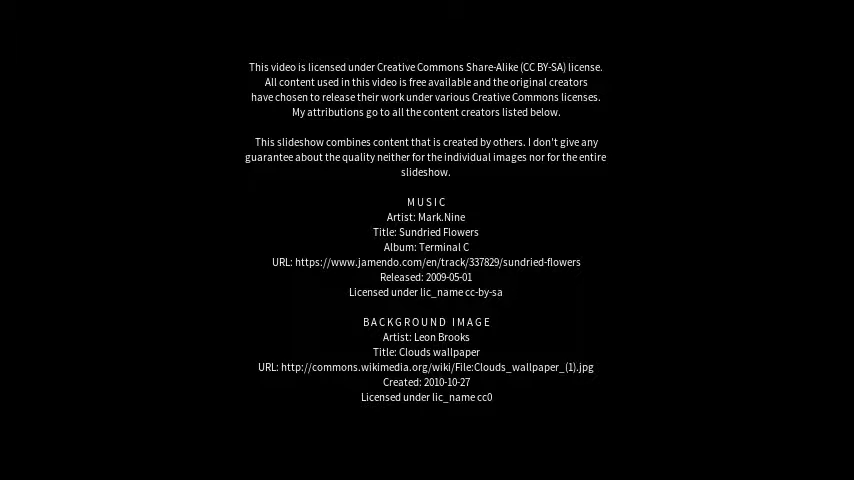 This video is licensed under Creative Commons Share-Alike (CC BY-SA) license.
All content used in this video is free available and the original creators
have chosen to release their work under various Creative Commons licenses.
My attributions go to all the content creators listed below.
This slideshow combines content that is created by others. I don't give any
guarantee about the quality neither for the individual images nor for the entire
slideshow.
MUSIC
Artist: Mark.Nine
Title: Sundried Flowers
Album: Terminal C
URL: https://www.jamendo.com/en/track/337829/sundried-flowers
Released: 2009-05-01
Licensed under lic_name cc-by-sa
BACKGROUND IMAGE
Artist: Leon Brooks
Title: Clouds wallpaper
URL: http://commons.wikimedia.org/wiki/File:Clouds_wallpaper_(1).jpg
Created: 2010-10-27
Licensed under lic_name cc0